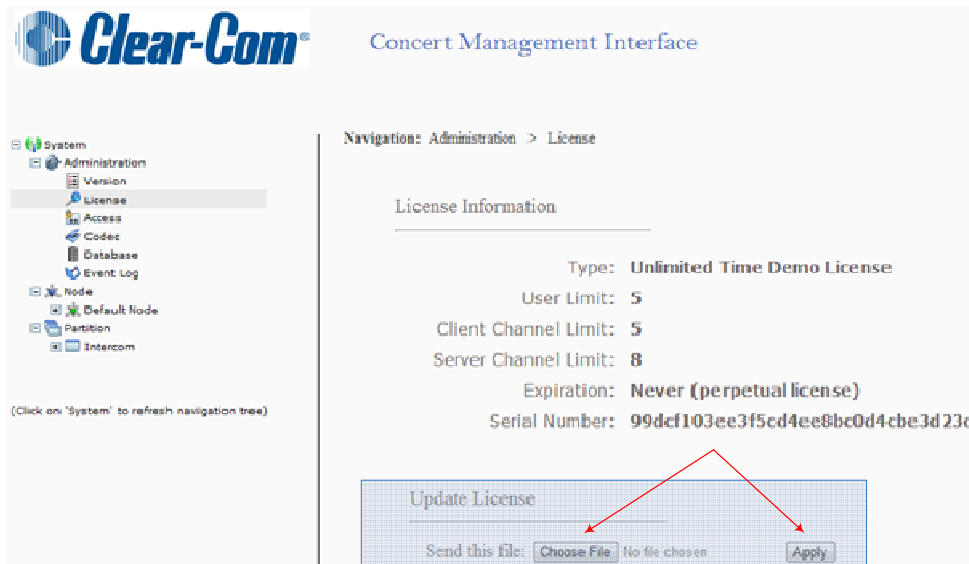 Clear-Com®
Concert Management Interface
System
Administration
Version
License
Access
Codec
Database
Event Log
Node
Default Node
Partition
Intercom
(Click on 'System' to refresh navigation tree)
Navigation: Administration > License
License Information
Type: Unlimited Time Demo License
User Limit: 5
Client Channel Limit: 5
Server Channel Limit: 8
Expiration: Never (perpetual license)
Serial Number: 99dcf103ee3f5cd4ee8bc0d4cbe3d23c
Update License
Send this file: Choose File No file chosen Apply